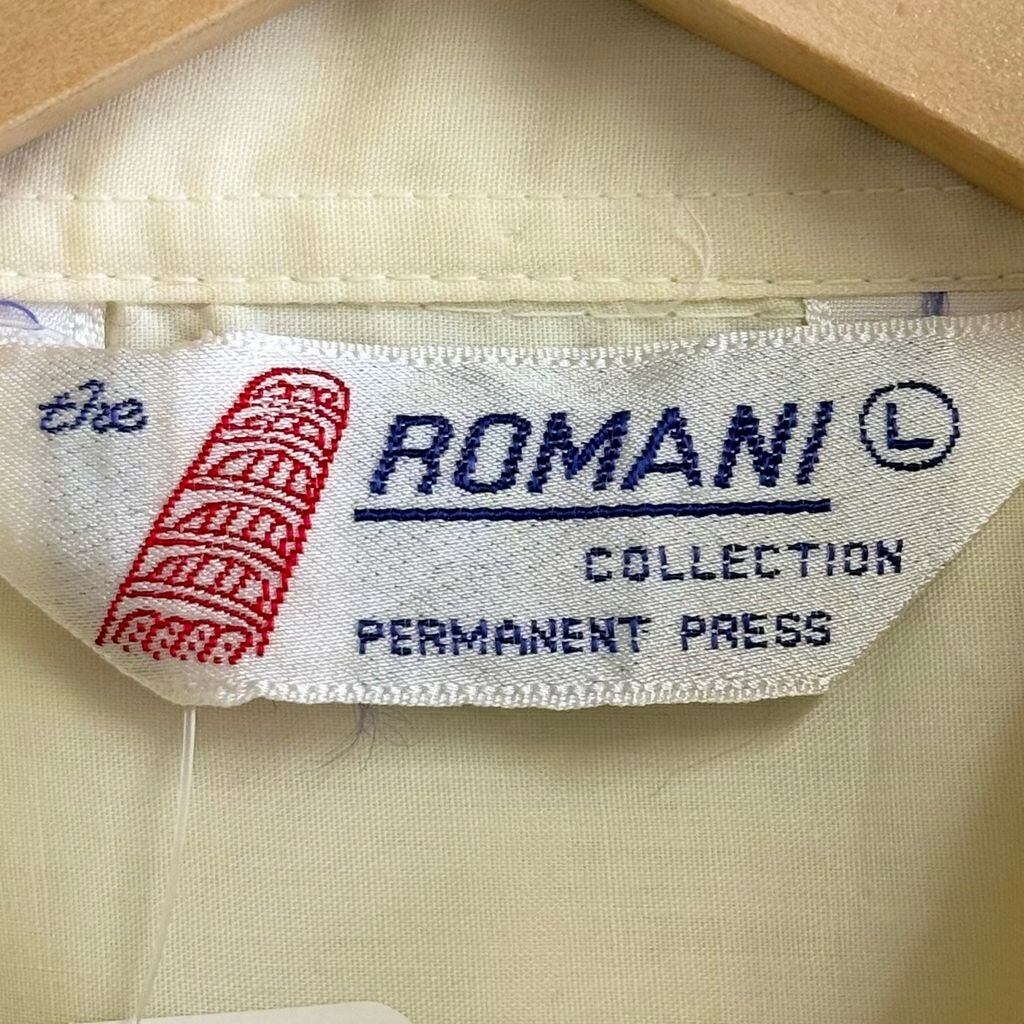 the ROMANI L
COLLECTION
PERMANENT PRESS